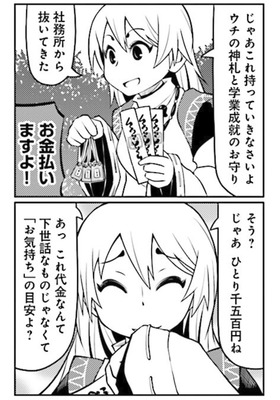 じゃあこれ持っていきなさいよ
ウチの神札と学業成就のお守り
社務所から
抜いてきた
お金払い
ますよ！
そう？
じゃあ ひとり千五百円ね
あっ これ代金なんて
下世話なものじゃなくて
「お気持ち」の目安よ？